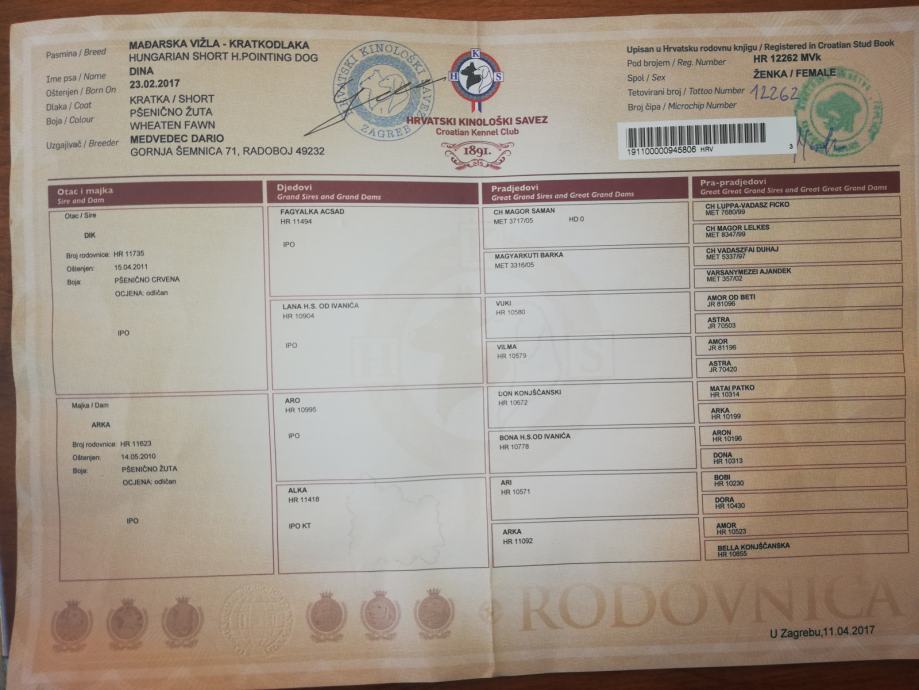 Pasmina / Breed MAĐARSKA VIŽLA - KRATKODLAKA
HUNGARIAN SHORT H.POINTING DOG
Ime psa / Name DINA
Oštenjen / Born On 23.02.2017
Dlaka / Coat KRATKA / SHORT
Boja / Colour PŠENIČNO ŽUTA
WHEATEN FAWN
Uzgajivač / Breeder MEDVEDEC DARIO
GORNJA ŠEMNICA 71, RADOBOJ 49232
HRVATSKI KINOLOŠKI SAVEZ
ZAGREB
H K S
HRVATSKI KINOLOŠKI SAVEZ
Croatian Kennel Club
1891.
Upisan u Hrvatsku rodovnu knjigu / Registered in Croatian Stud Book
Pod brojem / Reg. Number HR 12262 MVk
Spol / Sex ŽENKA / FEMALE
Tetovirani broj / Tattoo Number 12262
Broj čipa / Microchip Number
191100000945806 HRV 3
Otac i majka
Sire and Dam
Djedovi
Grand Sires and Grand Dams
Pradjedovi
Great Grand Sires and Great Grand Dams
Pra-pradjedovi
Great Great Grand Sires and Great Great Grand Dams
Otac / Sire
DIK
Broj rodovnice: HR 11735
Oštenjen: 15.04.2011
Boja: PŠENIČNO CRVENA
OCJENA: odličan
IPO
Majka / Dam
ARKA
Broj rodovnice: HR 11623
Oštenjen: 14.05.2010
Boja: PŠENIČNO ŽUTA
OCJENA: odličan
IPO
FAGYALKA ACSAD
HR 11494
IPO
LANA H.S. OD IVANIĆA
HR 10904
IPO
ARO
HR 10995
IPO
ALKA
HR 11418
IPO KT
CH MAGOR SAMAN
MET 3717/05 HD 0
MAGYARKUTI BARKA
MET 3316/05
VUKI
HR 10580
VILMA
HR 10579
DON KONJŠĆANSKI
HR 10672
BONA H.S.OD IVANIĆA
HR 10778
ARI
HR 10571
ARKA
HR 11092
CH LUPPA-VADASZ FICKO
MET 7680/99
CH MAGOR LELKES
MET 8347/99
CH VADASZFAI DUHAJ
MET 5337/97
VARSANYMEZEI AJANDEK
MET 357/02
AMOR OD BETI
JR 81096
ASTRA
JR 70503
AMOR
JR 81196
ASTRA
JR 70420
MATAI PATKO
HR 10314
ARKA
HR 10199
ARON
HR 10196
DONA
HR 10313
BOBI
HR 10230
DORA
HR 10430
AMOR
HR 10523
BELLA KONJŠČANSKA
HR 10855
H S
RODOVNICA
U Zagrebu,11.04.2017